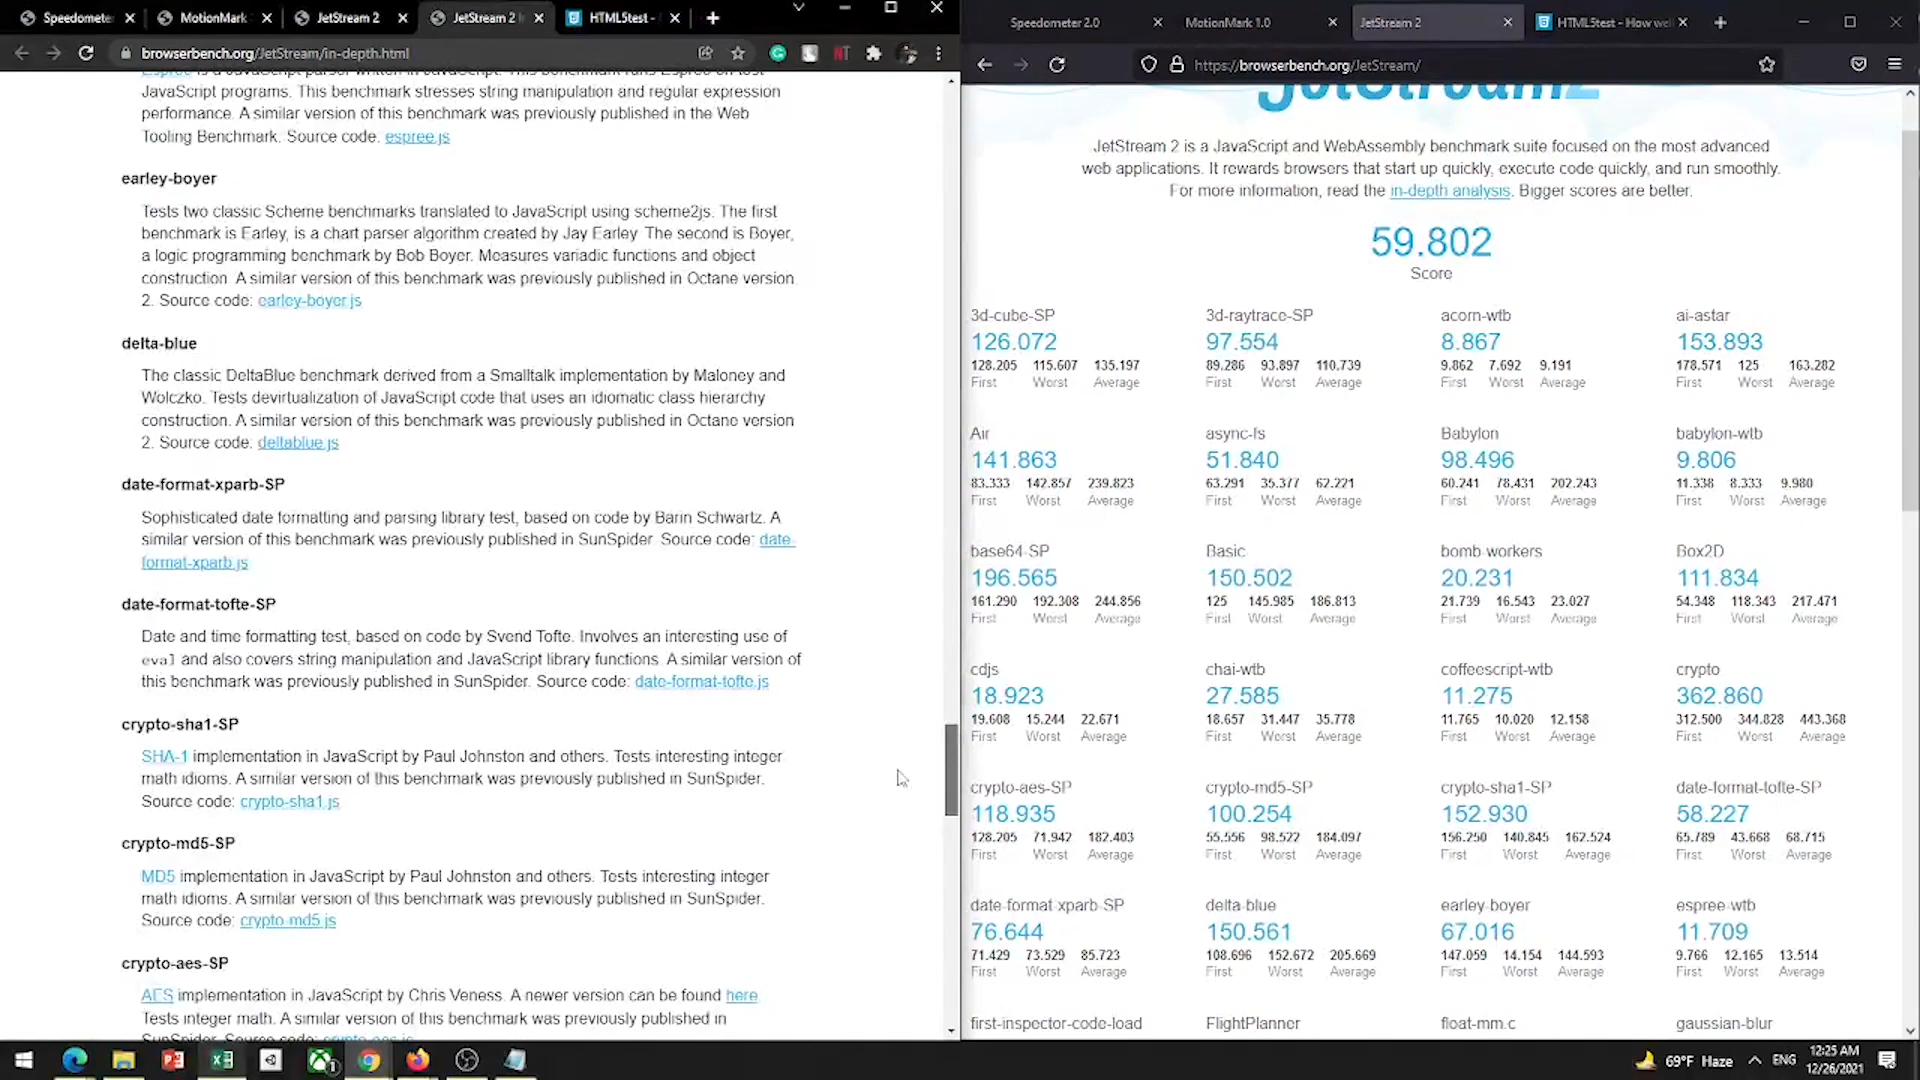 Speedomete
MotionMark
JetStream 2
JetStream 2 I
HTML5test -
browserbench.org/JetStream/in-depth.html
Espree is a JavaScript parser written in JavaScript. This benchmark runs Espree on test
JavaScript programs. This benchmark stresses string manipulation and regular expression
performance. A similar version of this benchmark was previously published in the Web
Tooling Benchmark. Source code: espree.js
earley-boyer
Tests two classic Scheme benchmarks translated to JavaScript using scheme2js. The first
benchmark is Earley, is a chart parser algorithm created by Jay Earley. The second is Boyer,
a logic programming benchmark by Bob Boyer. Measures variadic functions and object
construction. A similar version of this benchmark was previously published in Octane version
2. Source code: earley-boyer.js
delta-blue
The classic DeltaBlue benchmark derived from a Smalltalk implementation by Maloney and
Wolczko. Tests devirtualization of JavaScript code that uses an idiomatic class hierarchy
construction. A similar version of this benchmark was previously published in Octane version
2. Source code: deltablue.js
date-format-xparb-SP
Sophisticated date formatting and parsing library test, based on code by Barin Schwartz. A
similar version of this benchmark was previously published in SunSpider. Source code: date-
format-xparb.js
date-format-tofte-SP
Date and time formatting test, based on code by Svend Tofte. Involves an interesting use of
eval and also covers string manipulation and JavaScript library functions. A similar version of
this benchmark was previously published in SunSpider. Source code: date-format-tofte.js
crypto-sha1-SP
SHA-1 implementation in JavaScript by Paul Johnston and others. Tests interesting integer
math idioms. A similar version of this benchmark was previously published in SunSpider.
Source code: crypto-sha1.js
crypto-md5-SP
MD5 implementation in JavaScript by Paul Johnston and others. Tests interesting integer
math idioms. A similar version of this benchmark was previously published in SunSpider.
Source code: crypto-md5.js
crypto-aes-SP
AES implementation in JavaScript by Chris Veness. A newer version can be found here
Tests integer math. A similar version of this benchmark was previously published in
SunSpider. Source code: crypto-aes.js
Speedometer 2.0
MotionMark 1.0
JetStream 2
HTML5test - How wel
https://browserbench.org/JetStream/
JetStream2
JetStream 2 is a JavaScript and WebAssembly benchmark suite focused on the most advanced
web applications. It rewards browsers that start up quickly, execute code quickly, and run smoothly.
For more information, read the in-depth analysis. Bigger scores are better.
59.802
Score
3d-cube-SP 3d-raytrace-SP acorn-wtb ai-astar
126.072 97.554 8.867 153.893
128.205 115.607 135.197 89.286 93.897 110.739 9.862 7.692 9.191 178.571 125 163.282
First Worst Average First Worst Average First Worst Average First Worst Average
Air async-fs Babylon babylon-wtb
141.863 51.840 98.496 9.806
83.333 142.857 239.823 63.291 35.377 62.221 60.241 78.431 202.243 11.338 8.333 9.980
First Worst Average First Worst Average First Worst Average First Worst Average
base64-SP Basic bomb-workers Box2D
196.565 150.502 20.231 111.834
161.290 192.308 244.856 125 145.985 186.813 21.739 16.543 23.027 54.348 118.343 217.471
First Worst Average First Worst Average First Worst Average First Worst Average
cdjs chai-wtb coffeescript-wtb crypto
18.923 27.585 11.275 362.860
19.608 15.244 22.671 18.657 31.447 35.778 11.765 10.020 12.158 312.500 344.828 443.368
First Worst Average First Worst Average First Worst Average First Worst Average
crypto-aes-SP crypto-md5-SP crypto-sha1-SP date-format-tofte-SP
118.935 100.254 152.930 58.227
128.205 71.942 182.403 55.556 98.522 184.097 156.250 140.845 162.524 65.789 43.668 68.715
First Worst Average First Worst Average First Worst Average First Worst Average
date-format-xparb-SP delta-blue earley-boyer espree-wtb
76.644 150.561 67.016 11.709
71.429 73.529 85.723 108.696 152.672 205.669 147.059 14.154 144.593 9.766 12.165 13.514
First Worst Average First Worst Average First Worst Average First Worst Average
first-inspector-code-load FlightPlanner float-mm.c gaussian-blur
69°F Haze ENG 12:25 AM
12/26/2021